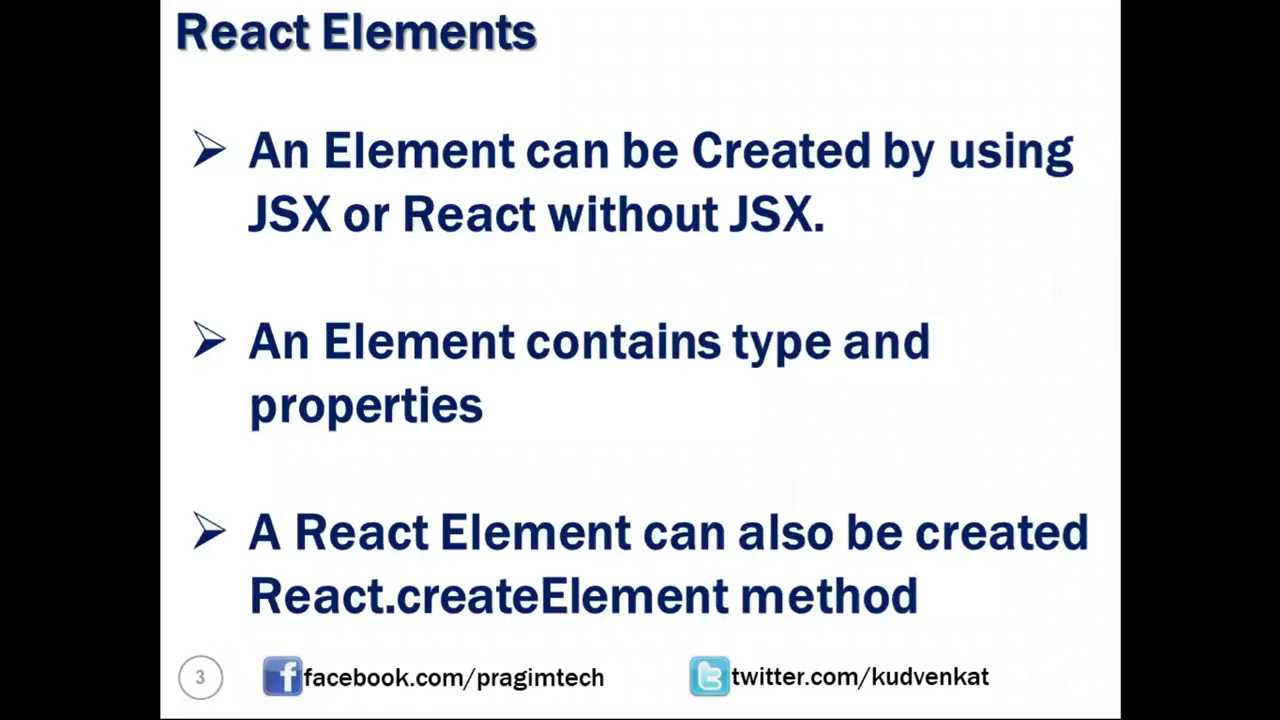 React Elements
An Element can be Created by using
JSX or React without JSX.
An Element contains type and
properties
A React Element can also be created
React.createElement method
3 facebook.com/pragimtech twitter.com/kudvenkat